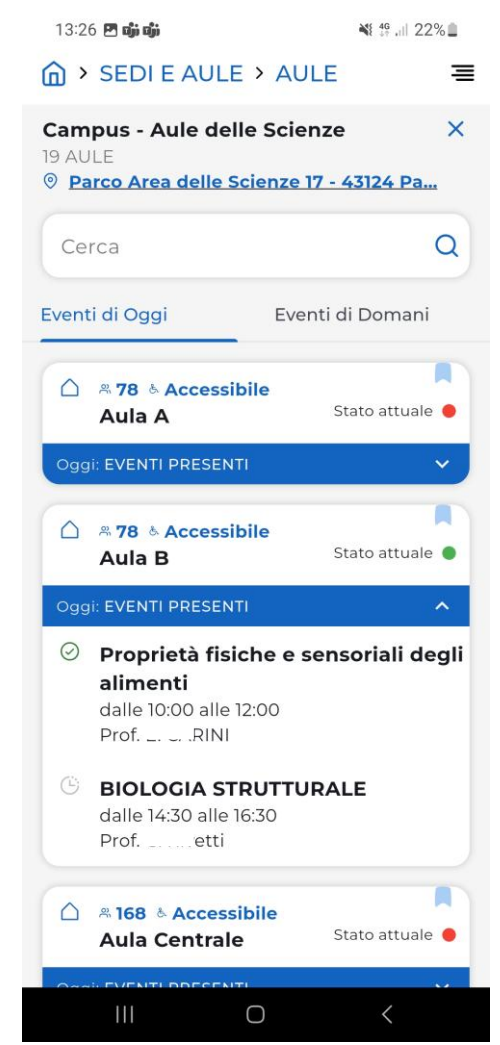 13:26
4G 22%
SEDI E AULE > AULE
Campus - Aule delle Scienze
19 AULE
Parco Area delle Scienze 17 - 43124 Pa...
Cerca
Eventi di Oggi Eventi di Domani
78 Accessibile
Aula A Stato attuale
Oggi: EVENTI PRESENTI
78 Accessibile
Aula B Stato attuale
Oggi: EVENTI PRESENTI
Proprietà fisiche e sensoriali degli
alimenti
dalle 10:00 alle 12:00
Prof.
BIOLOGIA STRUTTURALE
dalle 14:30 alle 16:30
Prof.
168 Accessibile
Aula Centrale Stato attuale
Oggi: EVENTI PRESENTI